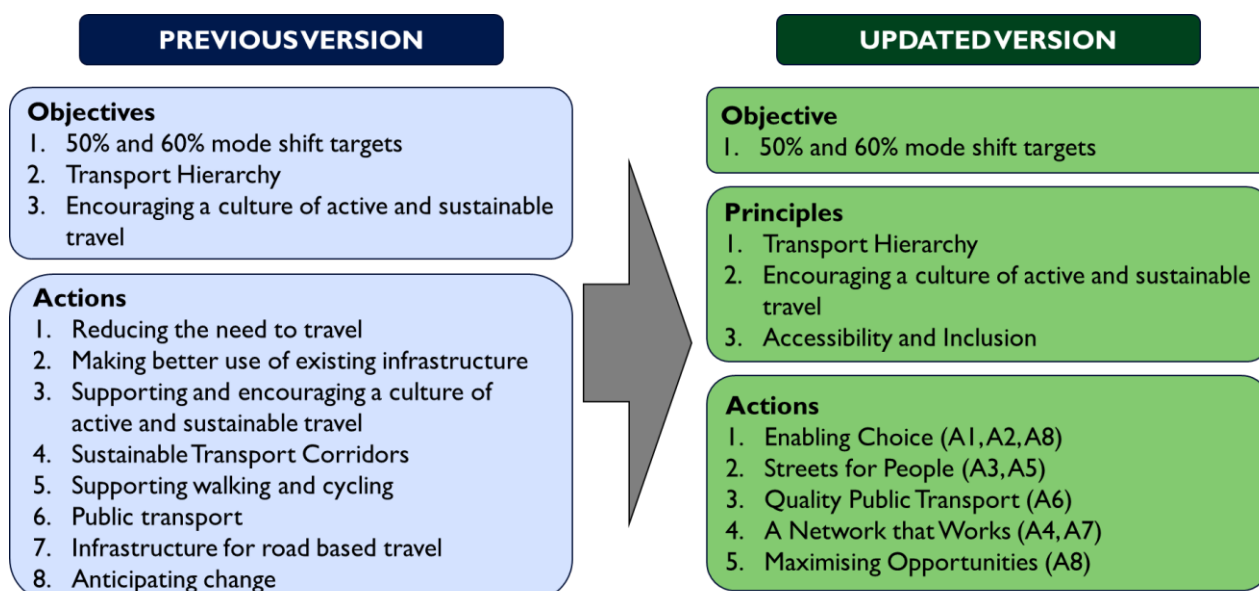 PREVIOUS VERSION
Objectives
1. 50% and 60% mode shift targets
2. Transport Hierarchy
3. Encouraging a culture of active and sustainable
travel
Actions
1. Reducing the need to travel
2. Making better use of existing infrastructure
3. Supporting and encouraging a culture of
active and sustainable travel
4. Sustainable Transport Corridors
5. Supporting walking and cycling
6. Public transport
7. Infrastructure for road based travel
8. Anticipating change
UPDATED VERSION
Objective
1. 50% and 60% mode shift targets
Principles
1. Transport Hierarchy
2. Encouraging a culture of active and sustainable
travel
3. Accessibility and Inclusion
Actions
1. Enabling Choice (A1, A2, A8)
2. Streets for People (A3, A5)
3. Quality Public Transport (A6)
4. A Network that Works (A4, A7)
5. Maximising Opportunities (A8)